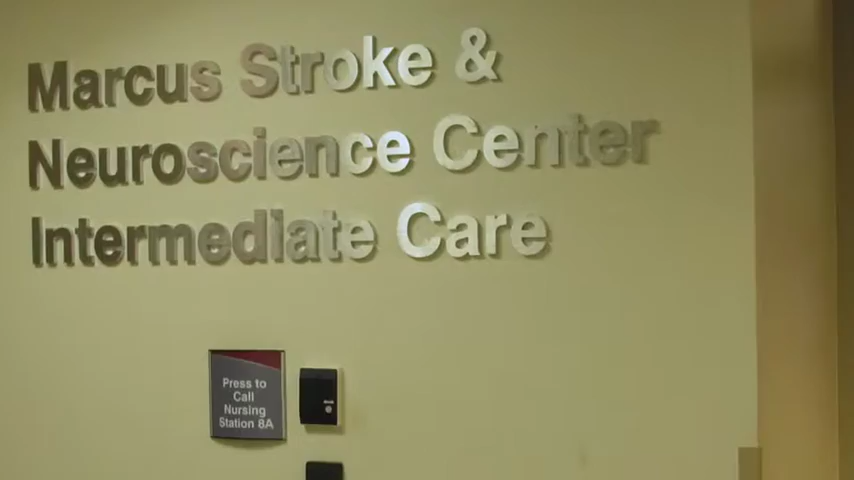 Marcus Stroke &
Neuroscience Center
Intermediate Care
Press to
Call
Nursing
Station 8A